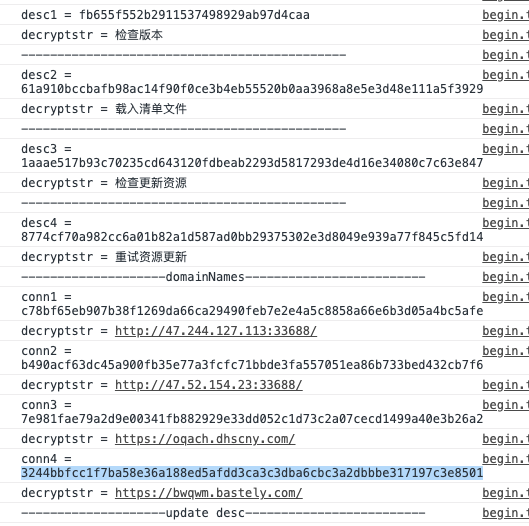 desc1 = fb655f552b2911537498929ab97d4caa begin.t
decryptstr = 检查版本 begin.t
--------------------------------------------- begin.t
desc2 = begin.t
61a910bccbafb98ac14f90f0ce3b4eb55520b0aa3968a8e5e3d48e111a5f3929
decryptstr = 载入清单文件 begin.t
--------------------------------------------- begin.t
desc3 = begin.t
1aaae517b93c70235cd643120fdbeab2293d5817293de4d16e34080c7c63e847
decryptstr = 检查更新资源 begin.t
--------------------------------------------- begin.t
desc4 = begin.t
8774cf70a982cc6a01b82a1d587ad0bb29375302e3d8049e939a77f845c5fd14
decryptstr = 重试资源更新 begin.t
--------------------domainNames------------------------- begin.t
conn1 = begin.t
c78bf65eb907b38f1269da66ca29490feb7e2e4a5c8858a66e6b3d05a4bc5afe
decryptstr = http://47.244.127.113:33688/ begin.t
conn2 = begin.t
b490acf63dc45a900fb35e77a3fcfc71bbde3fa557051ea86b733bed432cb7f6
decryptstr = http://47.52.154.23:33688/ begin.t
conn3 = begin.t
7e981fae79a2d9e00341fb882929e33dd052c1d73c2a07cecd1499a40e3b26a2
decryptstr = https://oqach.dhscny.com/ begin.t
conn4 = begin.t
3244bbfcc1f7ba58e36a188ed5afdd3ca3c3dba6cbc3a2dbbbe317197c3e8501
decryptstr = https://bwqwm.bastely.com/ begin.t
--------------------update desc------------------------- begin.t